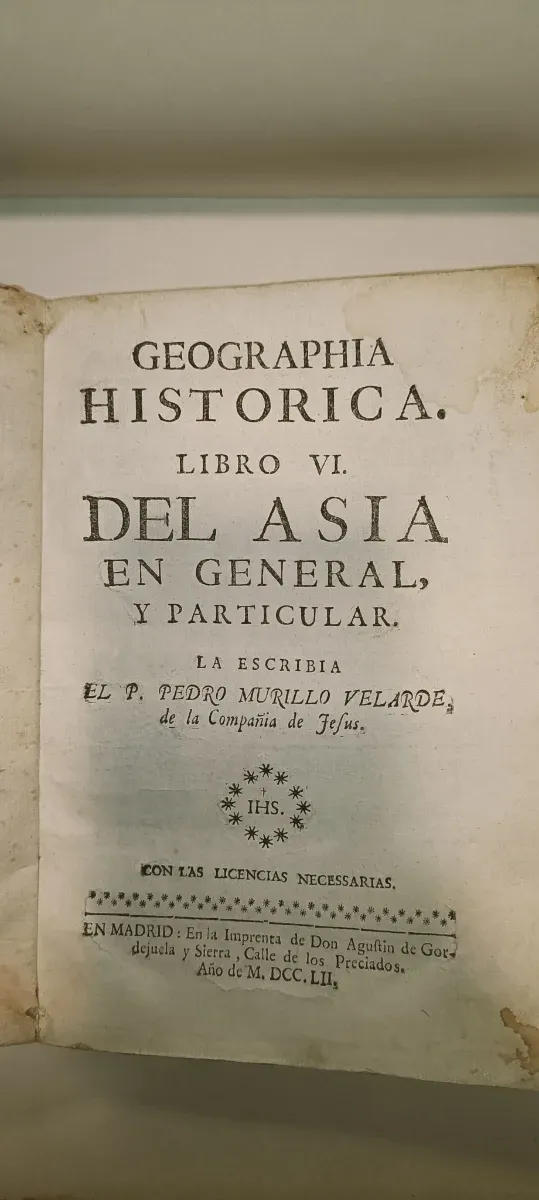 GEOGRAPHIA
HISTORICA.
LIBRO VI.
DEL ASIA
EN GENERAL,
Y PARTICULAR.
LA ESCRIBIA
EL P. PEDRO MURILLO VELARDE,
de la Compañia de Jeſus.
IHS.
CON LAS LICENCIAS NECESSARIAS.
EN MADRID: En la Imprenta de Don Aguſtin de Gor-
dejuela y Sierra, Calle de los Preciados.
Año de M. DCC. LII.